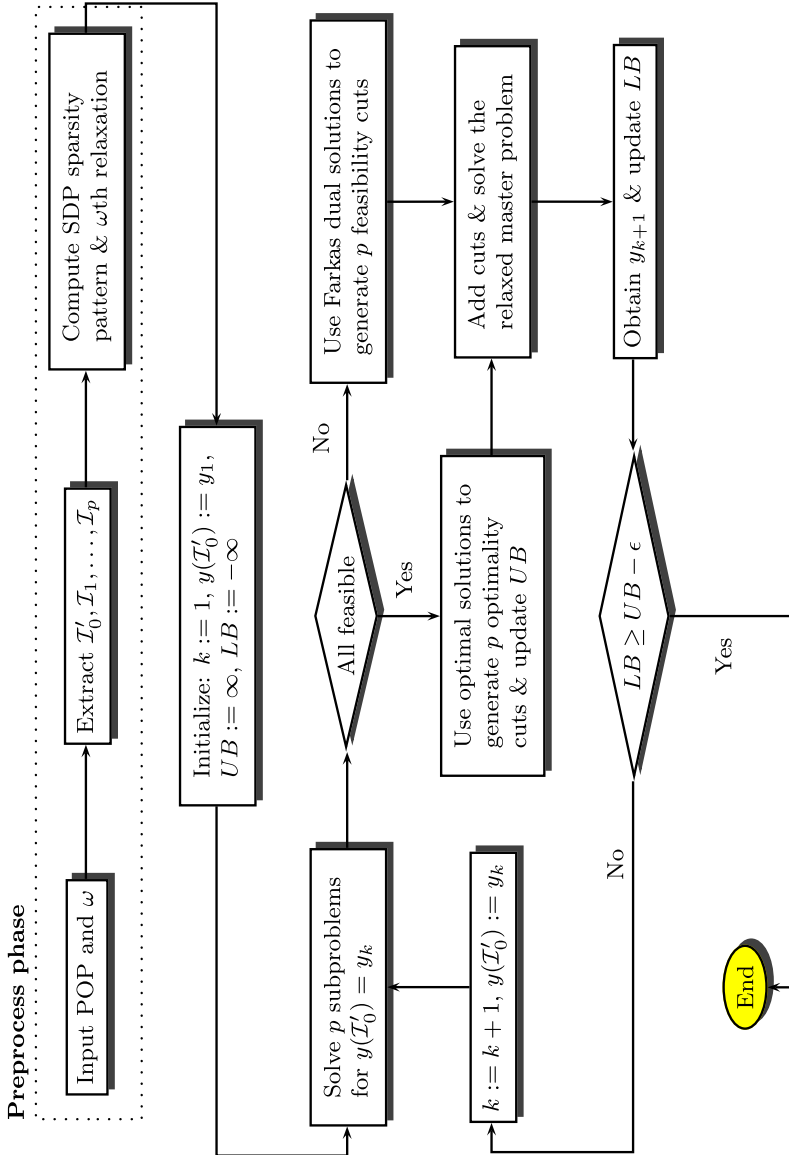 Preprocess phase
Input POP and ω
Extract I′₀, I₁, . . . , Iₚ
Compute SDP sparsity
pattern & ωth relaxation
Initialize: k := 1, y(I′₀) := y₁,
UB := ∞, LB := −∞
Solve p subproblems
for y(I′₀) = yₖ
All feasible
No
Use Farkas dual solutions to
generate p feasibility cuts
Yes
Use optimal solutions to
generate p optimality
cuts & update UB
Add cuts & solve the
relaxed master problem
Obtain yₖ₊₁ & update LB
LB ≥ UB − ϵ
No
k := k + 1, y(I′₀) := yₖ
Yes
End